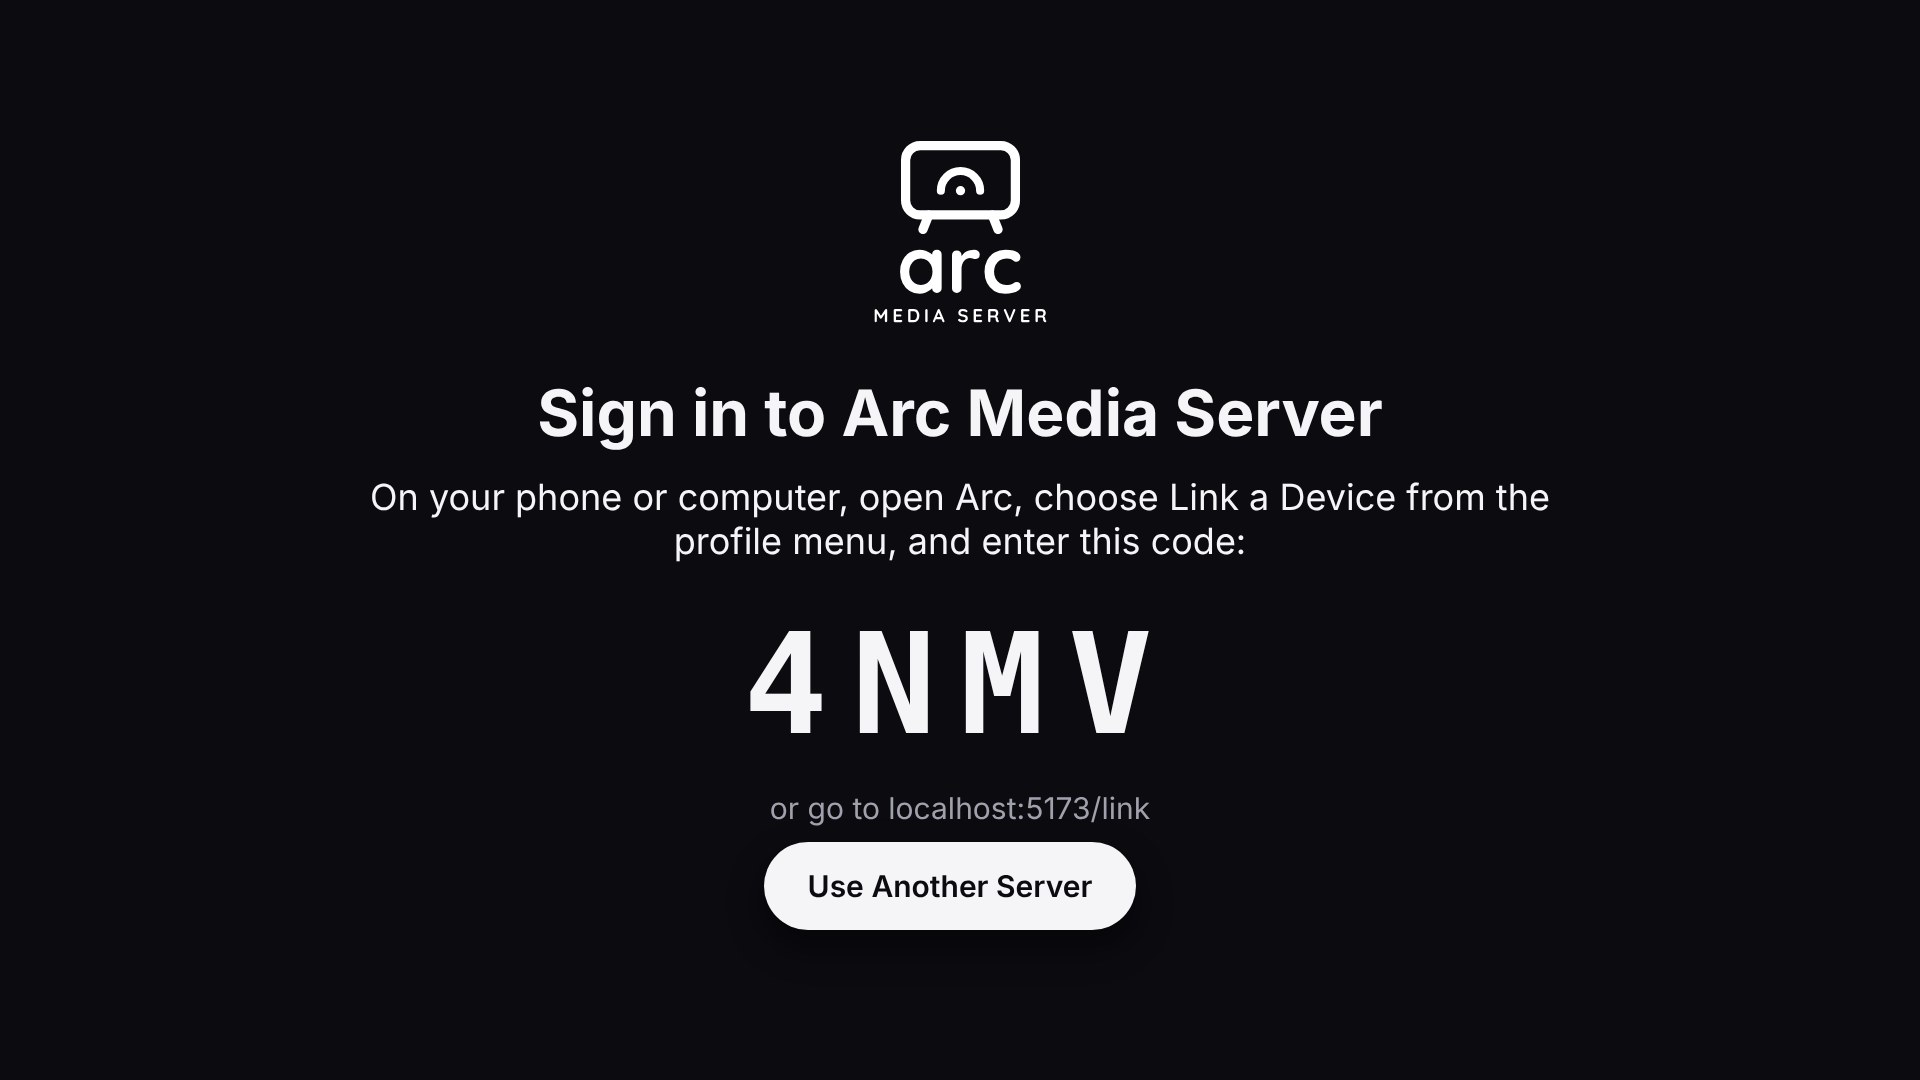 arc
MEDIA SERVER
Sign in to Arc Media Server
On your phone or computer, open Arc, choose Link a Device from the
profile menu, and enter this code:
4NMV
or go to localhost:5173/link
Use Another Server